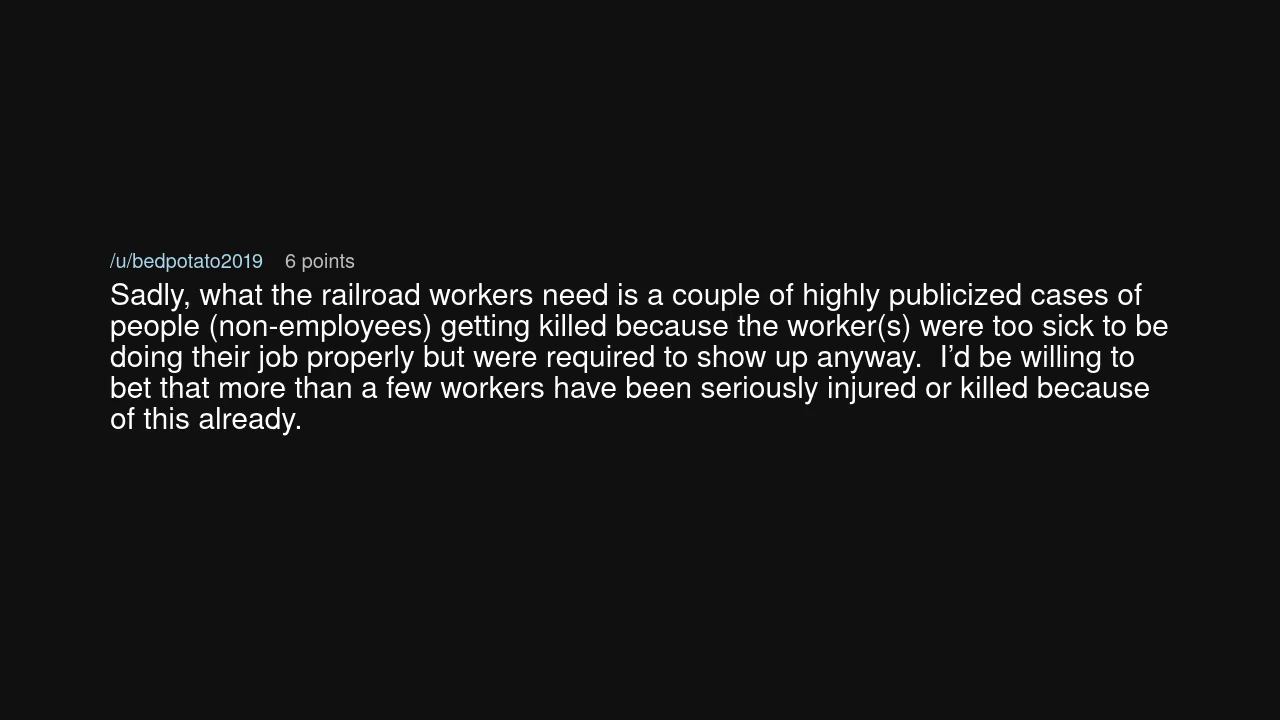 /u/bedpotato2019 6 points
Sadly, what the railroad workers need is a couple of highly publicized cases of
people (non-employees) getting killed because the worker(s) were too sick to be
doing their job properly but were required to show up anyway.  I’d be willing to
bet that more than a few workers have been seriously injured or killed because
of this already.